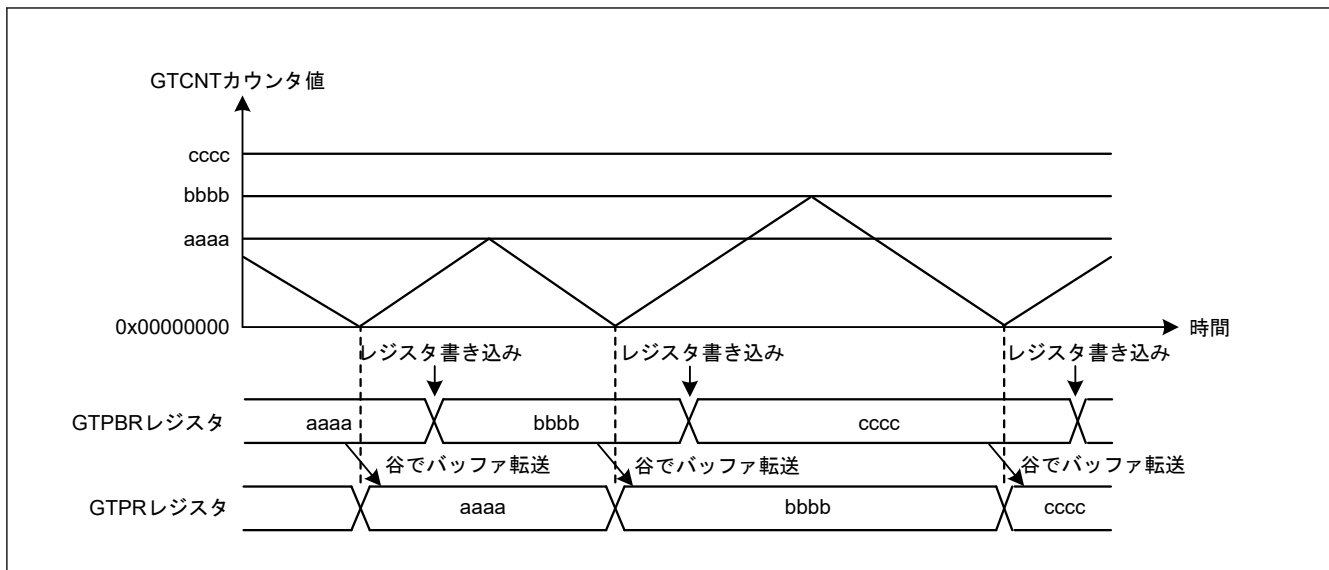 GTCNTカウンタ値
cccc
bbbb
aaaa
0x00000000
時間
レジスタ書き込み レジスタ書き込み レジスタ書き込み
GTPBRレジスタ aaaa bbbb cccc
谷でバッファ転送 谷でバッファ転送 谷でバッファ転送
GTPRレジスタ aaaa bbbb cccc